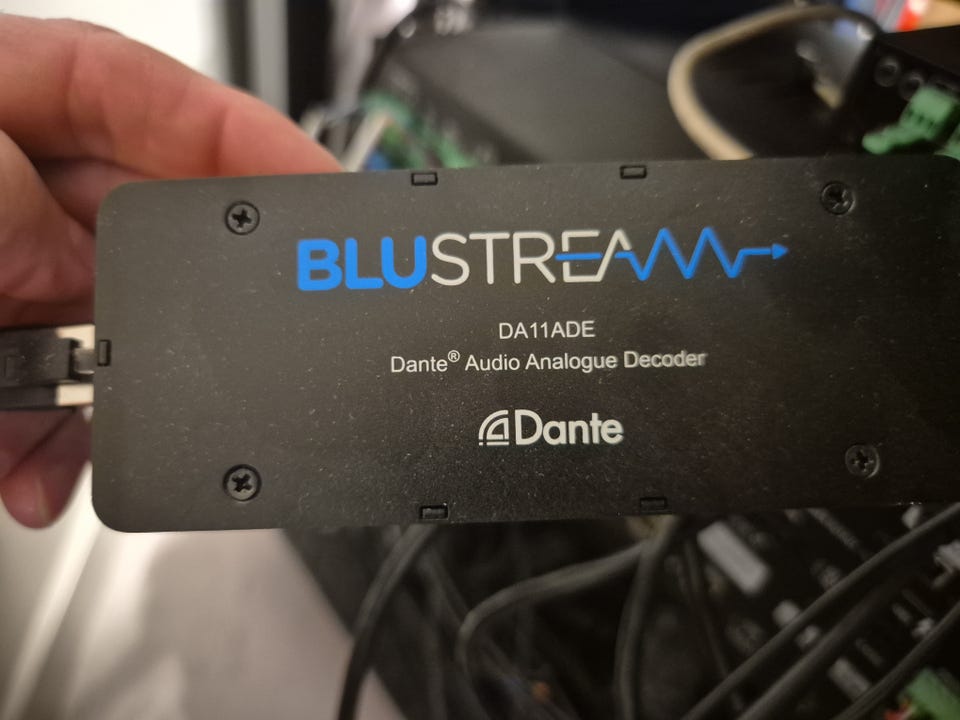 BLUSTREAM
DA11ADE
Dante® Audio Analogue Decoder
Dante